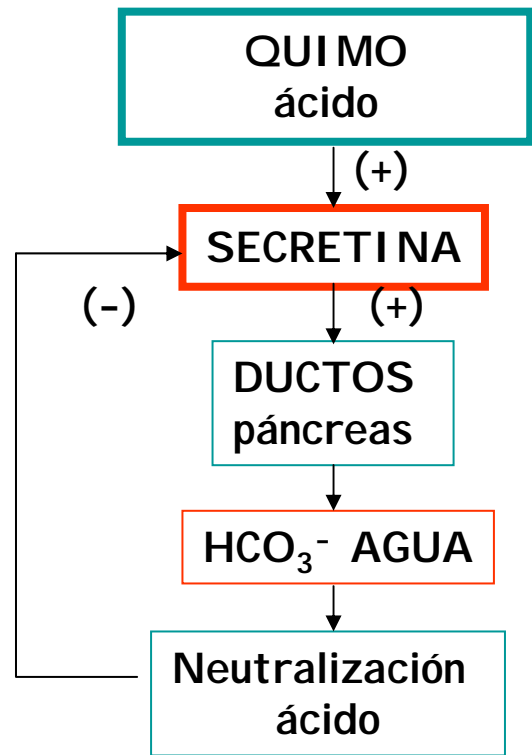 QUIMO
ácido
(+)
SECRETINA
(-)
(+)
DUCTOS
páncreas
HCO₃⁻ AGUA
Neutralización
ácido